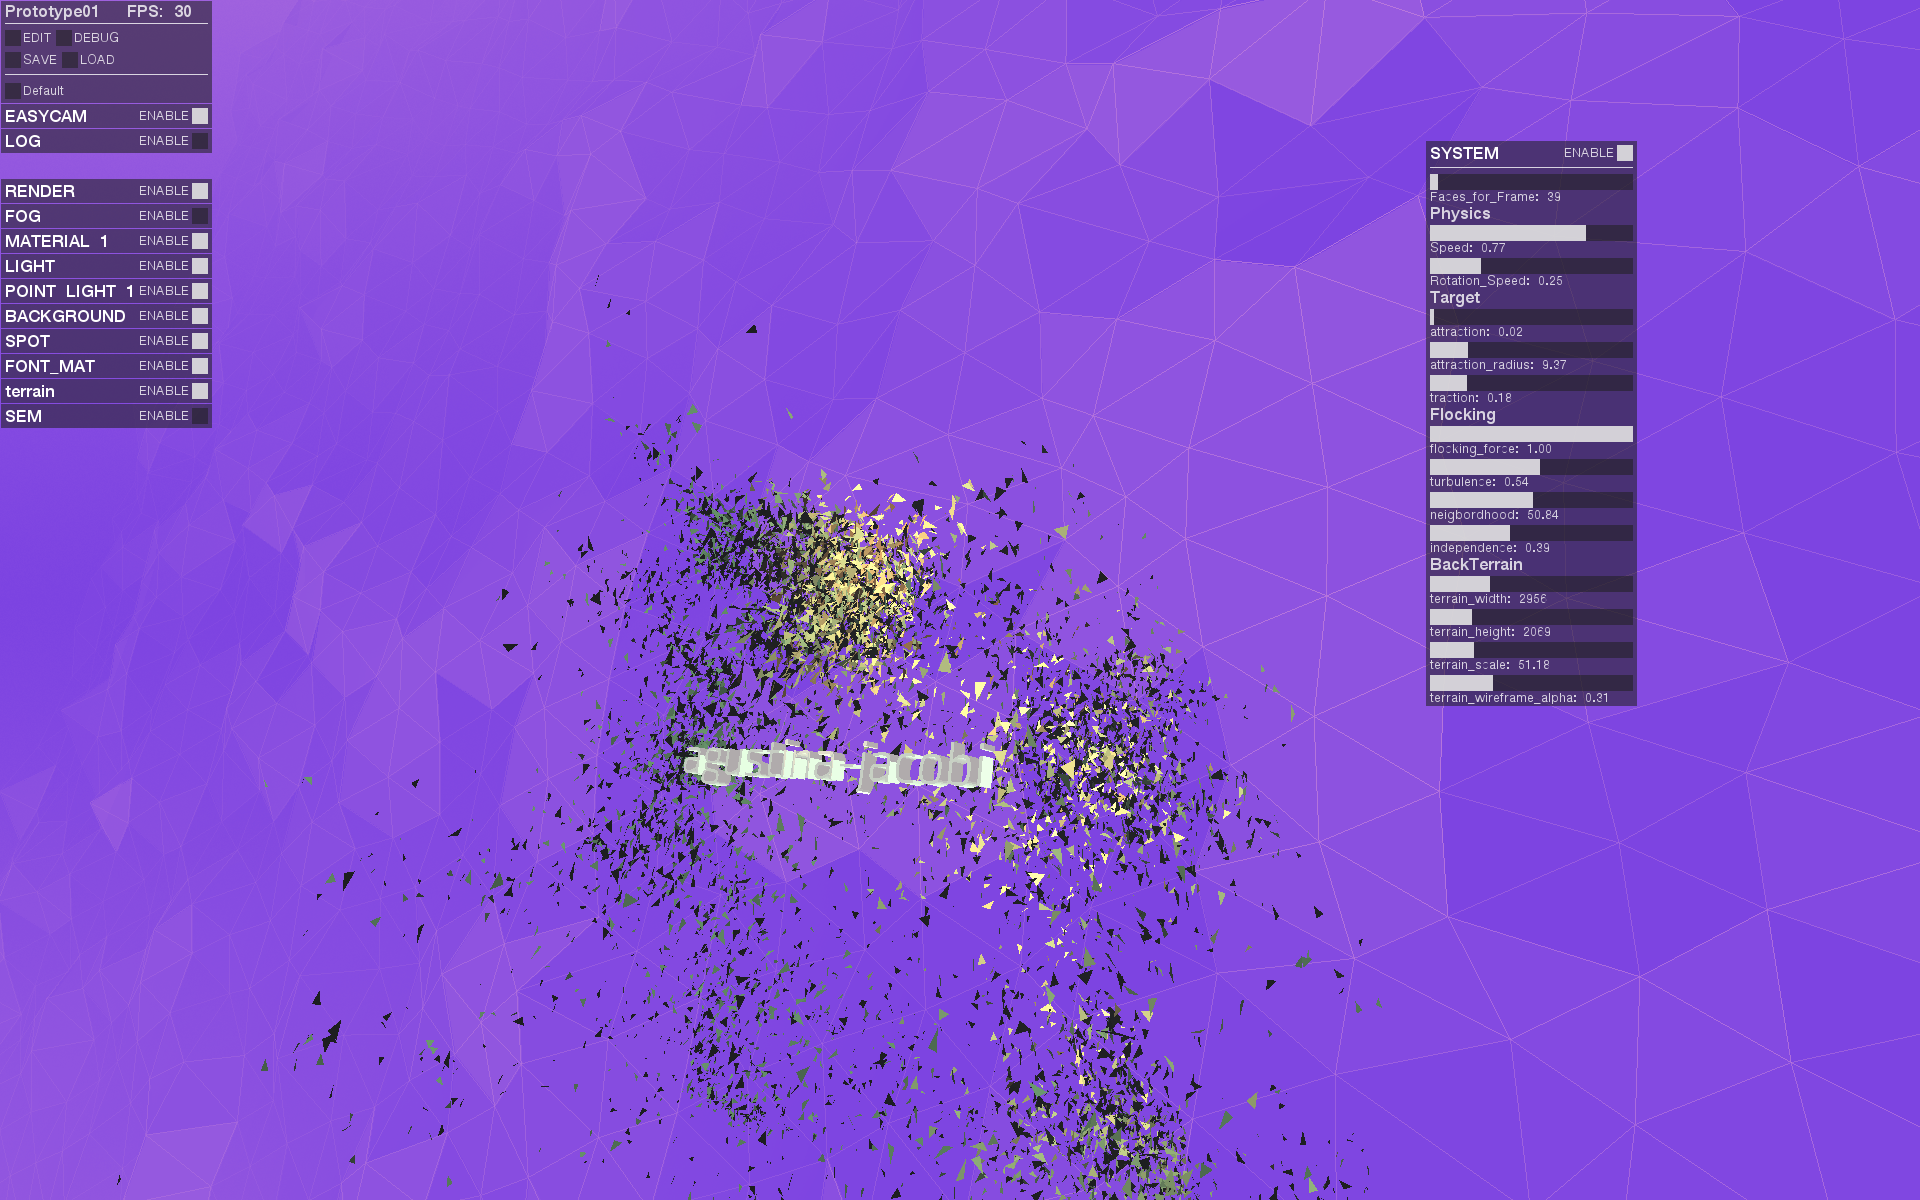 Prototype01 FPS: 30
EDIT DEBUG
SAVE LOAD
Default
EASYCAM ENABLE
LOG ENABLE
RENDER ENABLE
FOG ENABLE
MATERIAL 1 ENABLE
LIGHT ENABLE
POINT LIGHT 1 ENABLE
BACKGROUND ENABLE
SPOT ENABLE
FONT_MAT ENABLE
terrain ENABLE
SEM ENABLE
SYSTEM ENABLE
Faces_for_Frame: 39
Physics
Speed: 0.77
Rotation_Speed: 0.25
Target
attraction: 0.02
attraction_radius: 9.37
traction: 0.18
Flocking
flocking_force: 1.00
turbulence: 0.54
neigbordhood: 50.84
independence: 0.39
BackTerrain
terrain_width: 2956
terrain_height: 2069
terrain_scale: 51.18
terrain_wireframe_alpha: 0.31